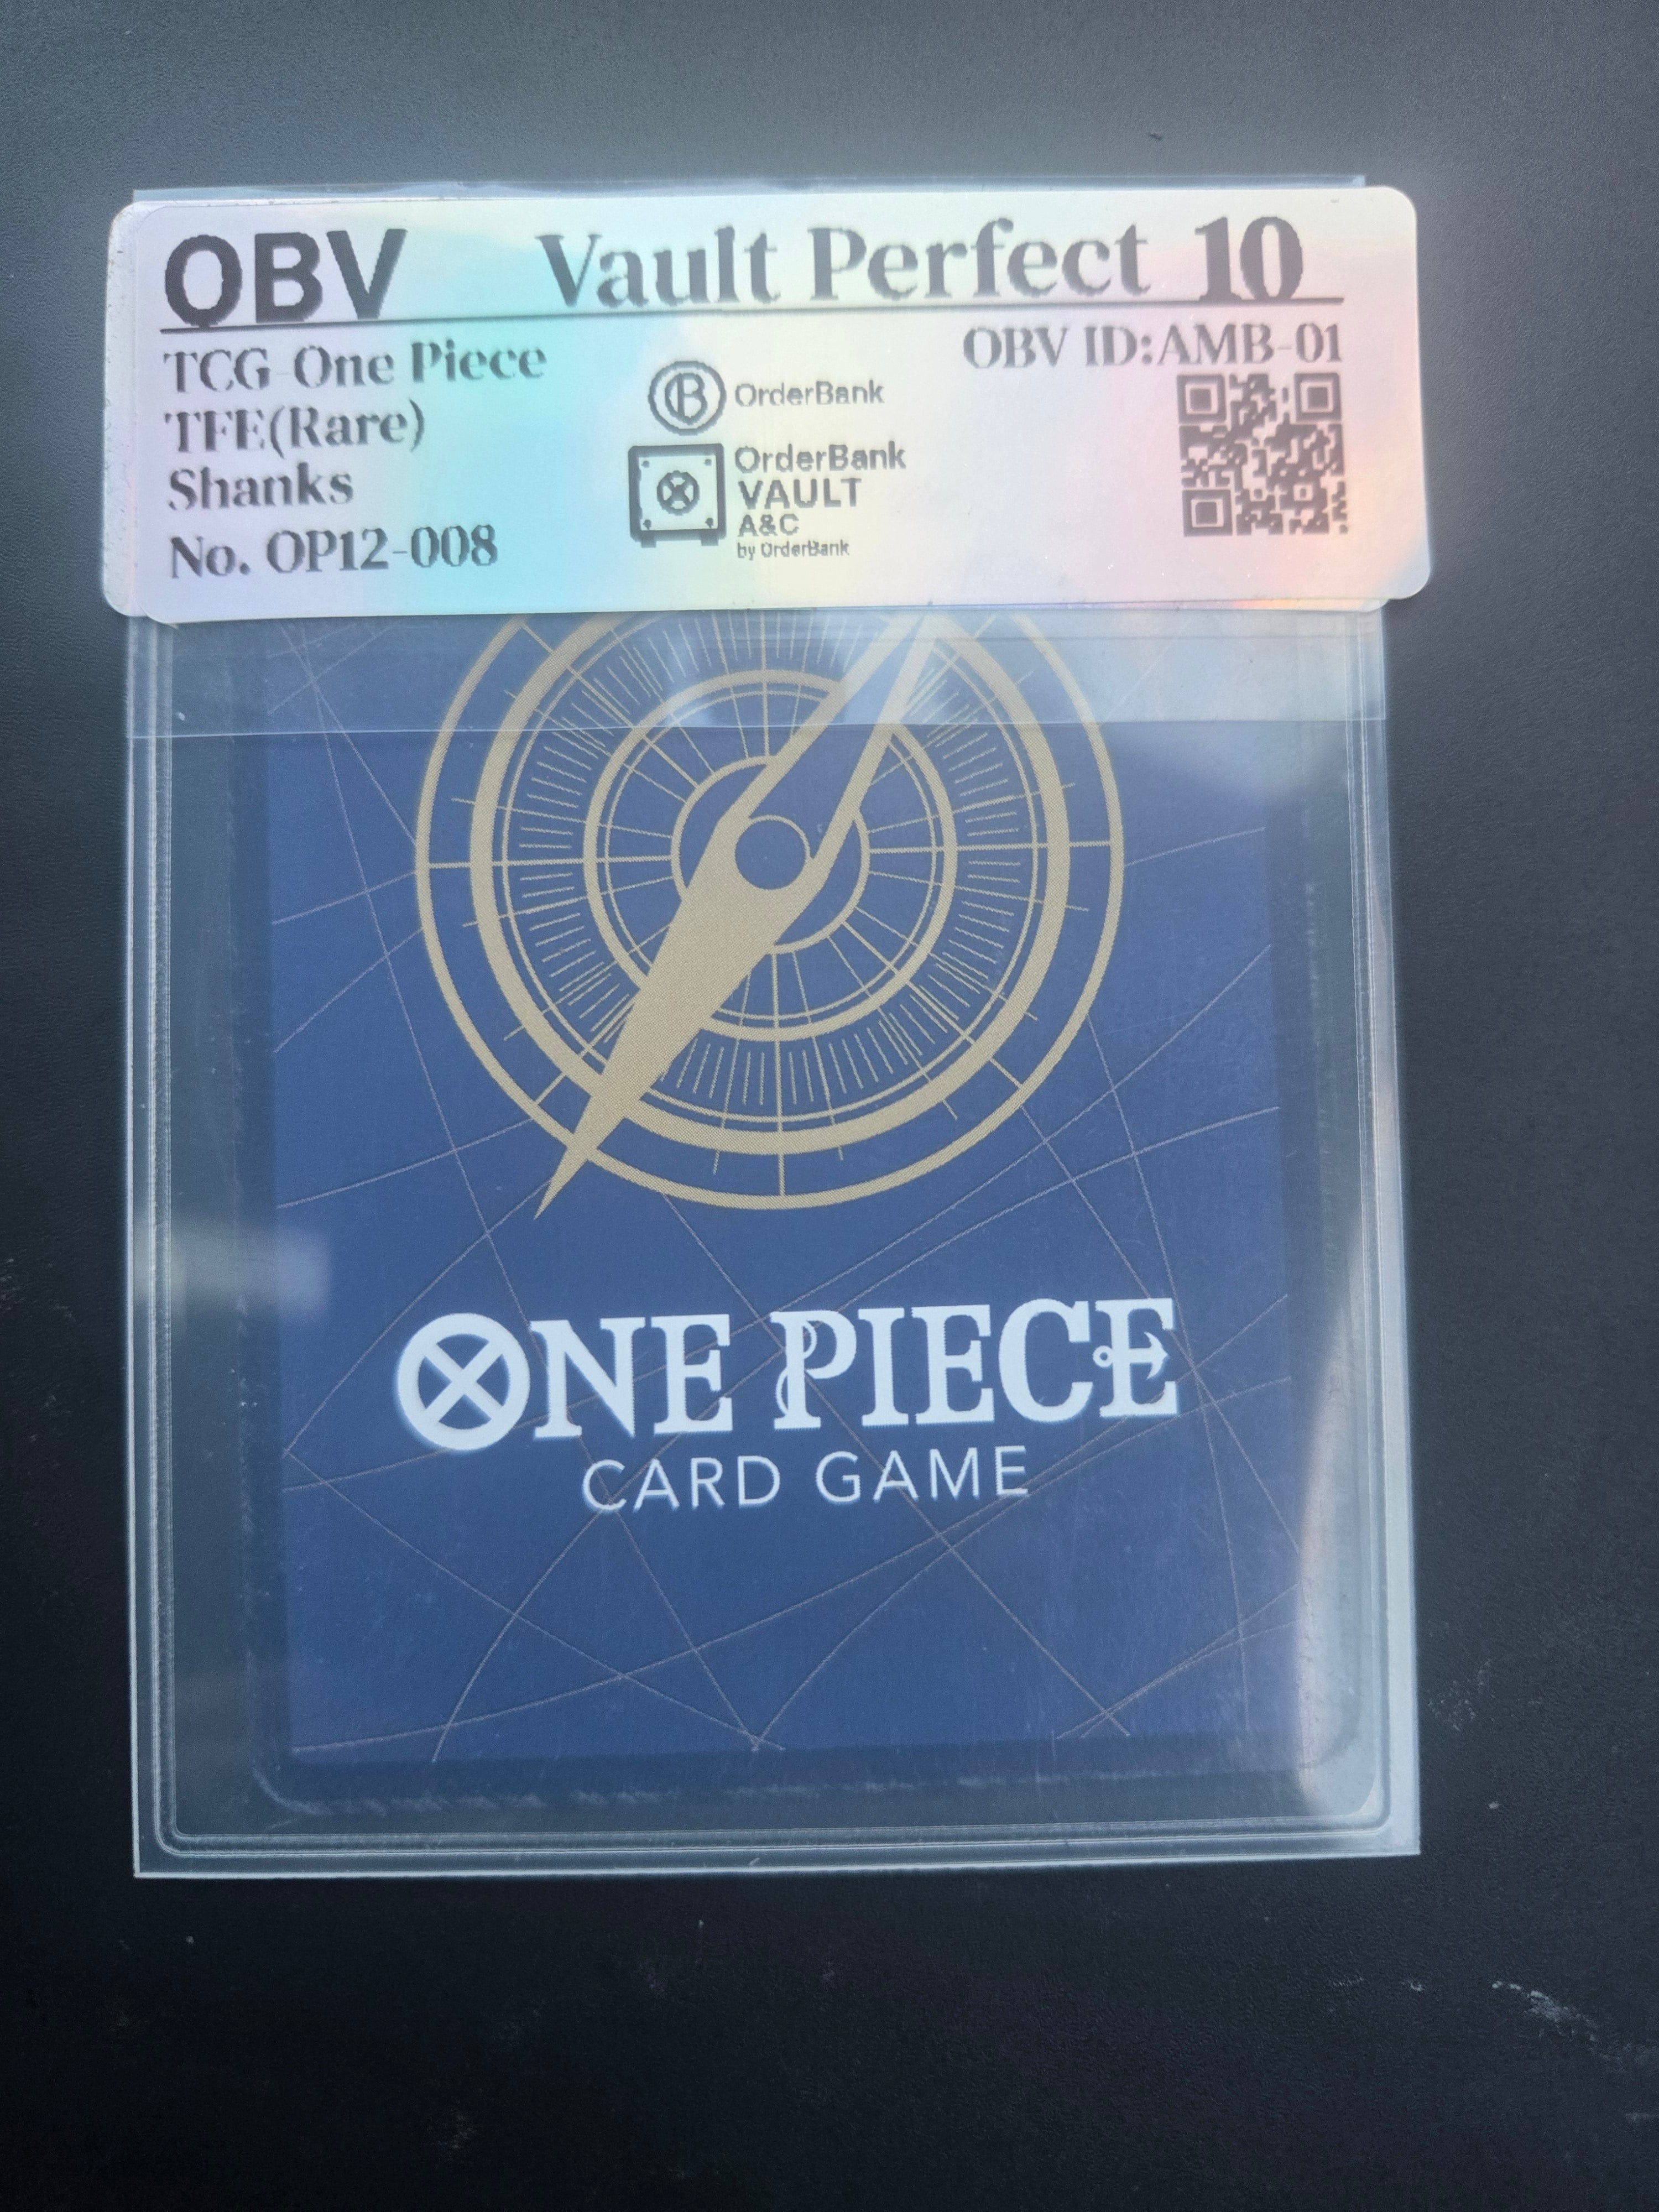 OBV Vault Perfect 10
TCG One Piece
TFE(Rare)
Shanks
No. OP12-008
OrderBank
OrderBank
VAULT
A&C
by OrderBank
OBV ID:AMB-01
ONE PIECE
CARD GAME